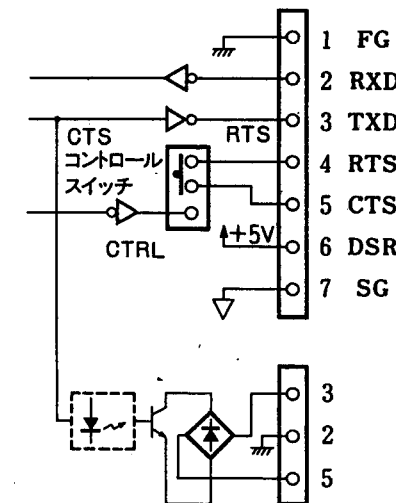 1 FG
2 RXD
3 TXD
CTS
コントロール
スイッチ
RTS
4 RTS
5 CTS
CTRL
+5V
6 DSR
7 SG
3
2
5